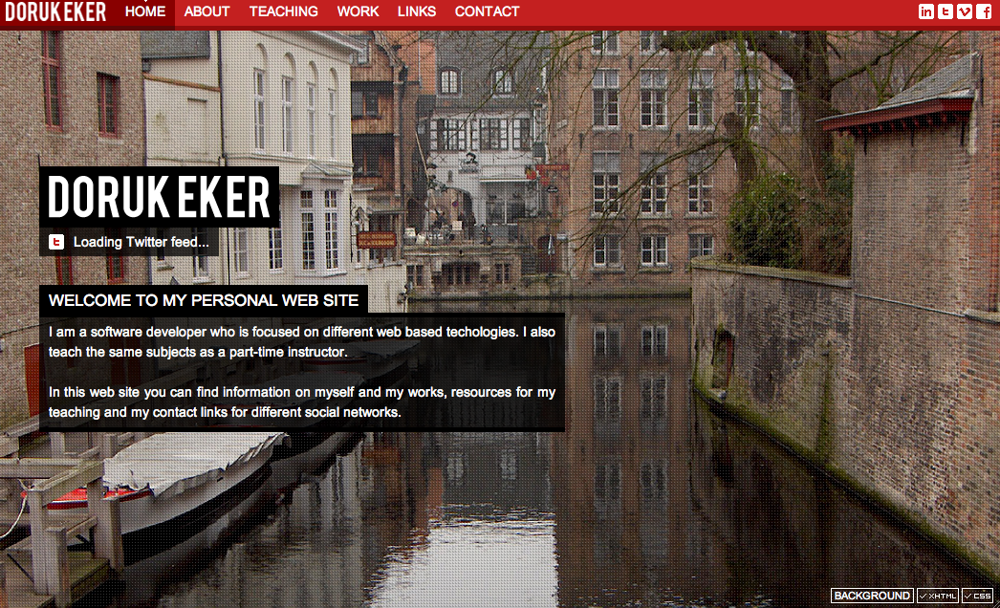 DORUK EKER HOME ABOUT TEACHING WORK LINKS CONTACT
DORUK EKER
Loading Twitter feed...
WELCOME TO MY PERSONAL WEB SITE
I am a software developer who is focused on different web based techologies. I also
teach the same subjects as a part-time instructor.
In this web site you can find information on myself and my works, resources for my
teaching and my contact links for different social networks.
BACKGROUND XHTML CSS